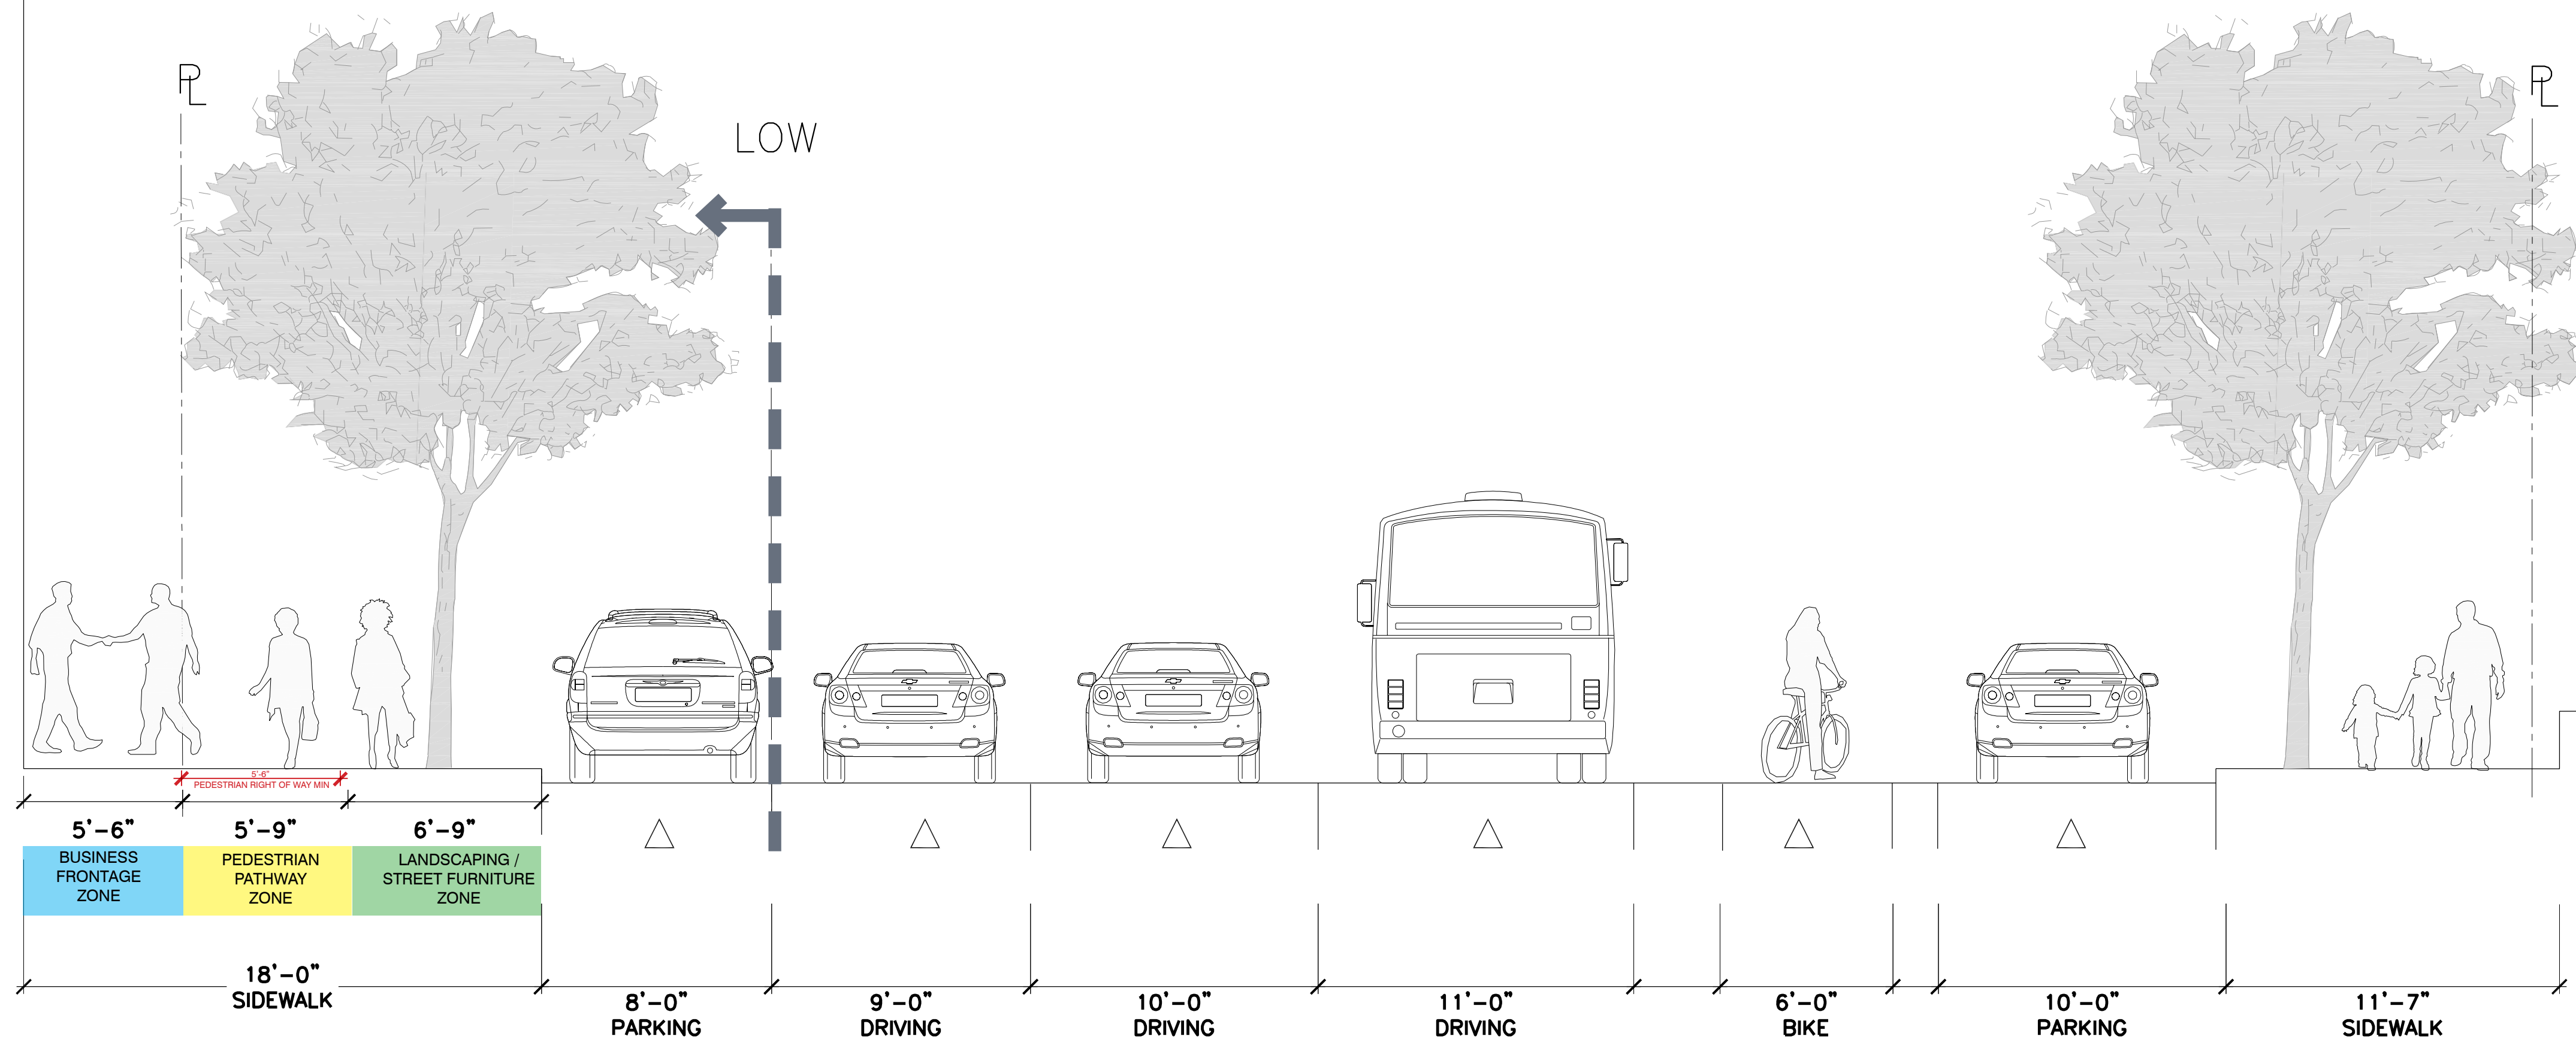 PL
PL
LOW
5'-6"
PEDESTRIAN RIGHT OF WAY MIN
5'-6"
5'-9"
6'-9"
BUSINESS
FRONTAGE
ZONE
PEDESTRIAN
PATHWAY
ZONE
LANDSCAPING /
STREET FURNITURE
ZONE
18'-0"
SIDEWALK
8'-0"
PARKING
9'-0"
DRIVING
10'-0"
DRIVING
11'-0"
DRIVING
6'-0"
BIKE
10'-0"
PARKING
11'-7"
SIDEWALK